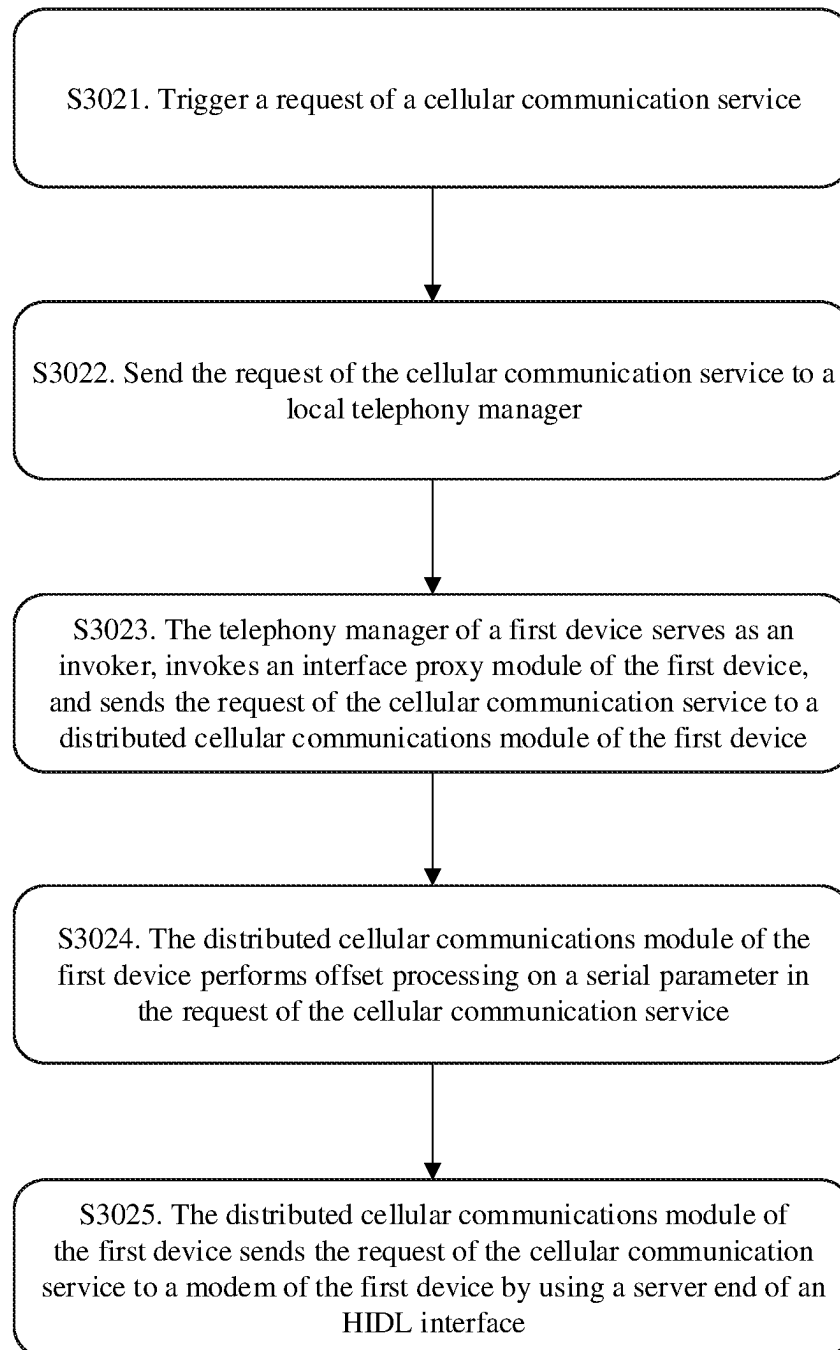 S3021. Trigger a request of a cellular communication service
S3022. Send the request of the cellular communication service to a
local telephony manager
S3023. The telephony manager of a first device serves as an
invoker, invokes an interface proxy module of the first device,
and sends the request of the cellular communication service to a
distributed cellular communications module of the first device
S3024. The distributed cellular communications module of the
first device performs offset processing on a serial parameter in
the request of the cellular communication service
S3025. The distributed cellular communications module of
the first device sends the request of the cellular communication
service to a modem of the first device by using a server end of an
HIDL interface